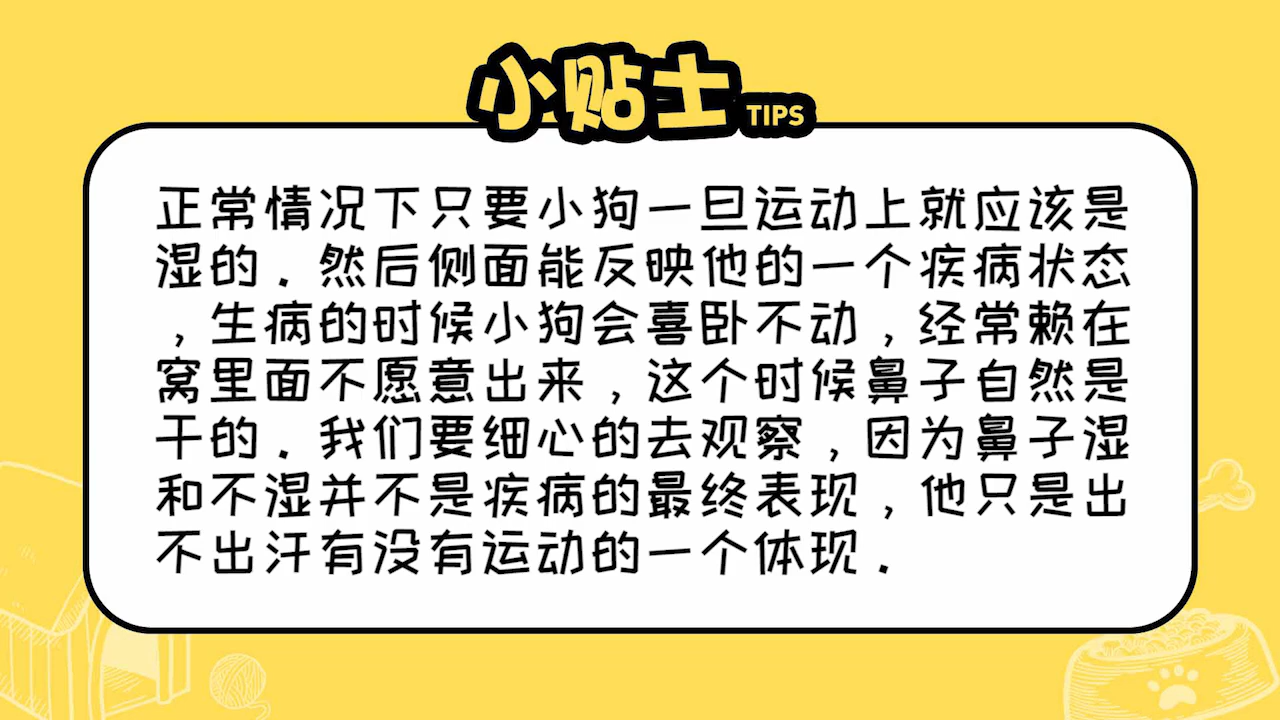 小贴士 TIPS
正常情况下只要小狗一旦运动上就应该是
湿的．然后侧面能反映他的一个疾病状态
，生病的时候小狗会喜卧不动，经常赖在
窝里面不愿意出来，这个时候鼻子自然是
干的．我们要细心的去观察，因为鼻子湿
和不湿并不是疾病的最终表现，他只是出
不出汗有没有运动的一个体现．